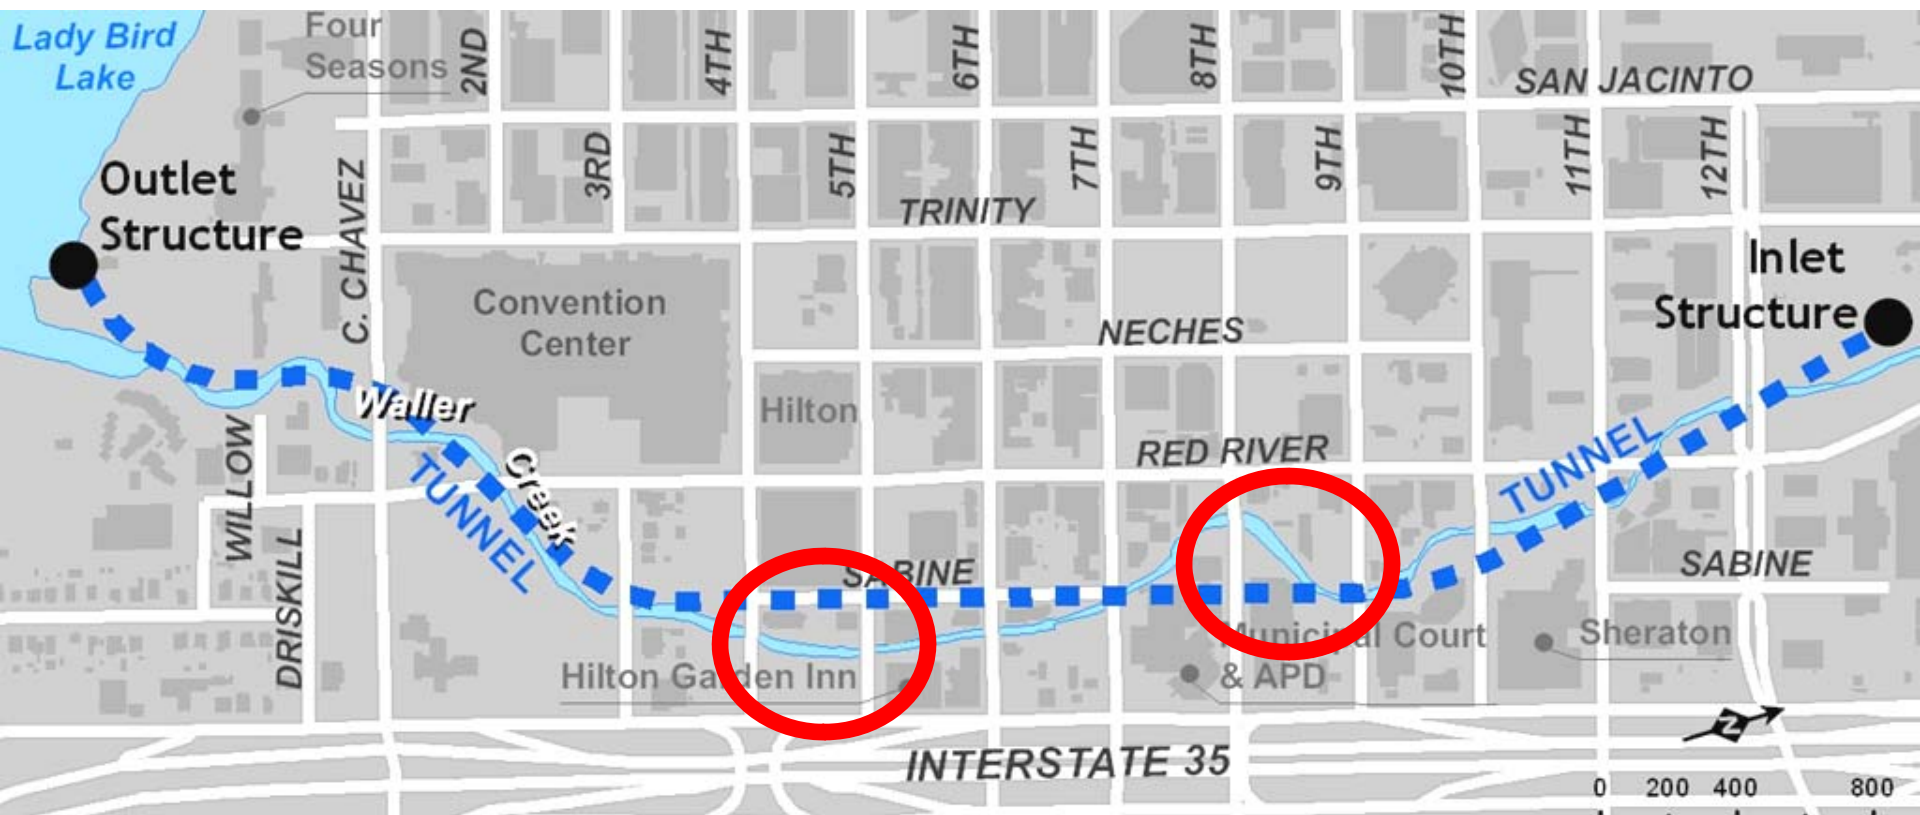 Lady Bird
Lake
Four
Seasons
2ND
4TH
6TH
8TH
10TH
SAN JACINTO
C. CHAVEZ
3RD
5TH
7TH
9TH
11TH
12TH
Outlet
Structure
TRINITY
Inlet
Structure
Convention
Center
NECHES
Waller
Creek
Hilton
RED RIVER
TUNNEL
TUNNEL
WILLOW
DRISKILL
SABINE
SABINE
Hilton Garden Inn
Municipal Court
& APD
Sheraton
INTERSTATE 35
N
0 200 400 800